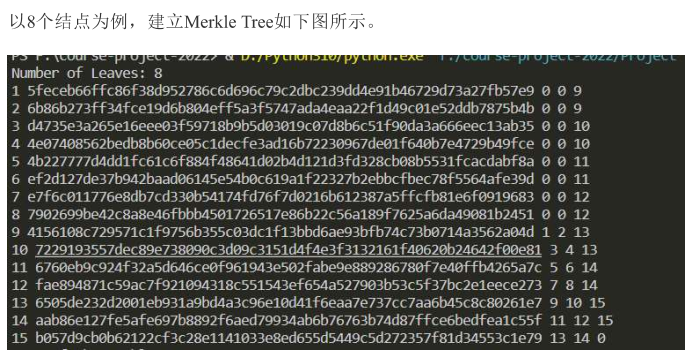 以8个结点为例，建立Merkle Tree如下图所示。
PS F:\course-project-2022> & D:/Python310/python.exe f:/course-project-2022/Project
Number of Leaves: 8
1 5feceb66ffc86f38d952786c6d696c79c2dbc239dd4e91b46729d73a27fb57e9 0 0 9
2 6b86b273ff34fce19d6b804eff5a3f5747ada4eaa22f1d49c01e52ddb7875b4b 0 0 9
3 d4735e3a265e16eee03f59718b9b5d03019c07d8b6c51f90da3a666eec13ab35 0 0 10
4 4e07408562bedb8b60ce05c1decfe3ad16b72230967de01f640b7e4729b49fce 0 0 10
5 4b227777d4dd1fc61c6f884f48641d02b4d121d3fd328cb08b5531fcacdabf8a 0 0 11
6 ef2d127de37b942baad06145e54b0c619a1f22327b2ebbcfbec78f5564afe39d 0 0 11
7 e7f6c011776e8db7cd330b54174fd76f7d0216b612387a5ffcfb81e6f0919683 0 0 12
8 7902699be42c8a8e46fbbb4501726517e86b22c56a189f7625a6da49081b2451 0 0 12
9 4156108c729571c1f9756b355c03dc1f13bbd6ae93bfb74c73b0714a3562a04d 1 2 13
10 7229193557dec89e738090c3d09c3151d4f4e3f3132161f40620b24642f00e81 3 4 13
11 6760eb9c924f32a5d646ce0f961943e502fabe9e889286780f7e40ffb4265a7c 5 6 14
12 fae894871c59ac7f921094318c551543ef654a527903b53c5f37bc2e1eece273 7 8 14
13 6505de232d2001eb931a9bd4a3c96e10d41f6eaa7e737cc7aa6b45c8c80261e7 9 10 15
14 aab86e127fe5afe697b8892f6aed79934ab6b76763b74d87ffce6bedfea1c55f 11 12 15
15 b057d9cb0b62122cf3c28e1141033e8ed655d5449c5d272357f81d34553c1e79 13 14 0